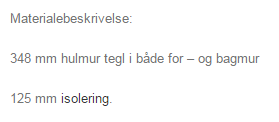 Materialebeskrivelse:
348 mm hulmur tegl i både for – og bagmur
125 mm isolering.